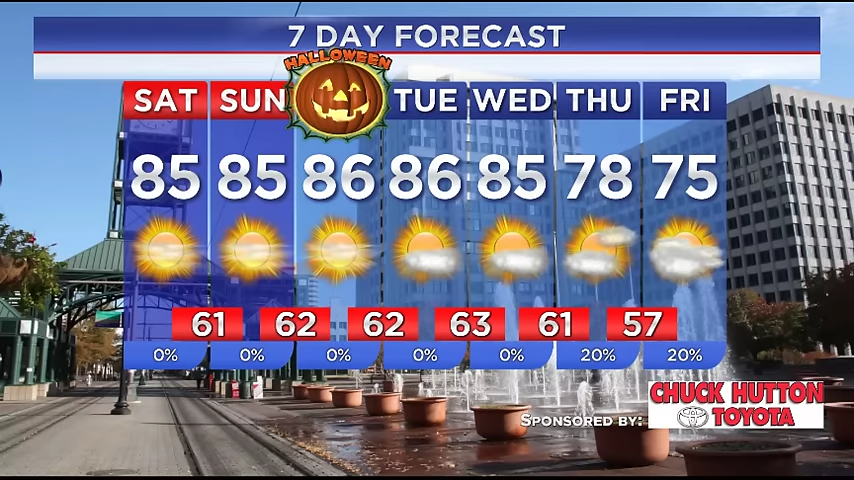 7 DAY FORECAST
HALLOWEEN
SAT SUN TUE WED THU FRI
85 85 86 86 85 78 75
61 62 62 63 61 57
0% 0% 0% 0% 0% 20% 20%
SPONSORED BY: CHUCK HUTTON
TOYOTA